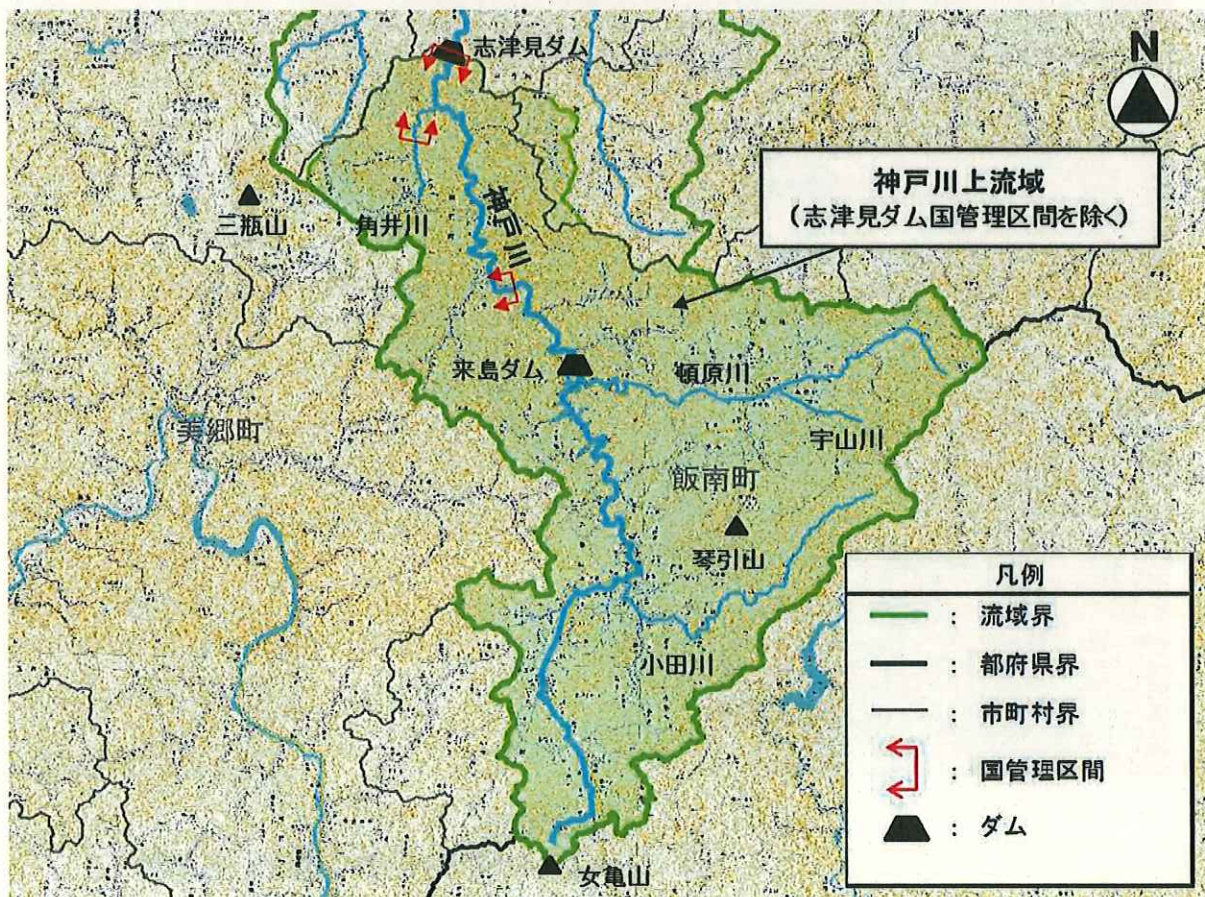 志津見ダム
N
神戸川上流域
(志津見ダム国管理区間を除く)
三瓶山
角井川
神戸川
来島ダム
頓原川
美郷町
宇山川
飯南町
琴引山
小田川
女亀山
凡例
: 流域界
: 都府県界
: 市町村界
: 国管理区間
: ダム